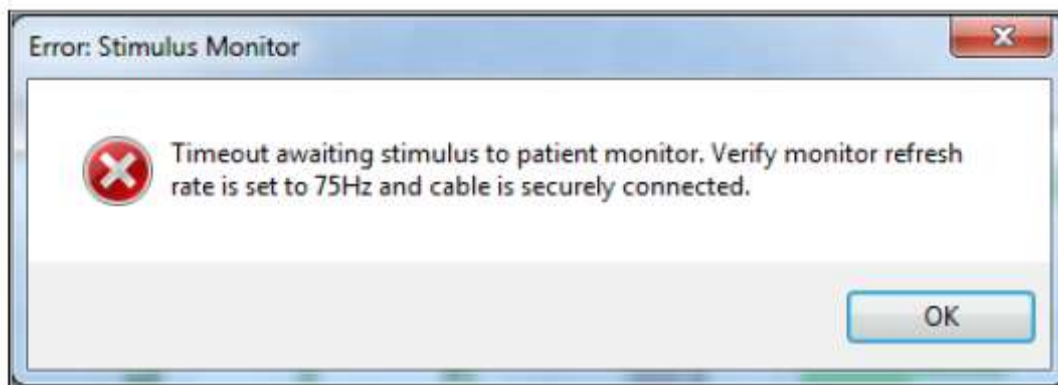 Error: Stimulus Monitor
Timeout awaiting stimulus to patient monitor. Verify monitor refresh
rate is set to 75Hz and cable is securely connected.
OK